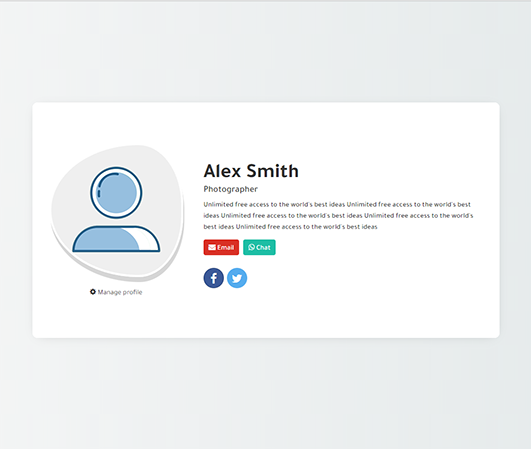 Alex Smith
Photographer
Unlimited free access to the world's best ideas Unlimited free access to the world's best
ideas Unlimited free access to the world's best ideas Unlimited free access to the world's
best ideas Unlimited free access to the world's best ideas
Email Chat
Manage profile